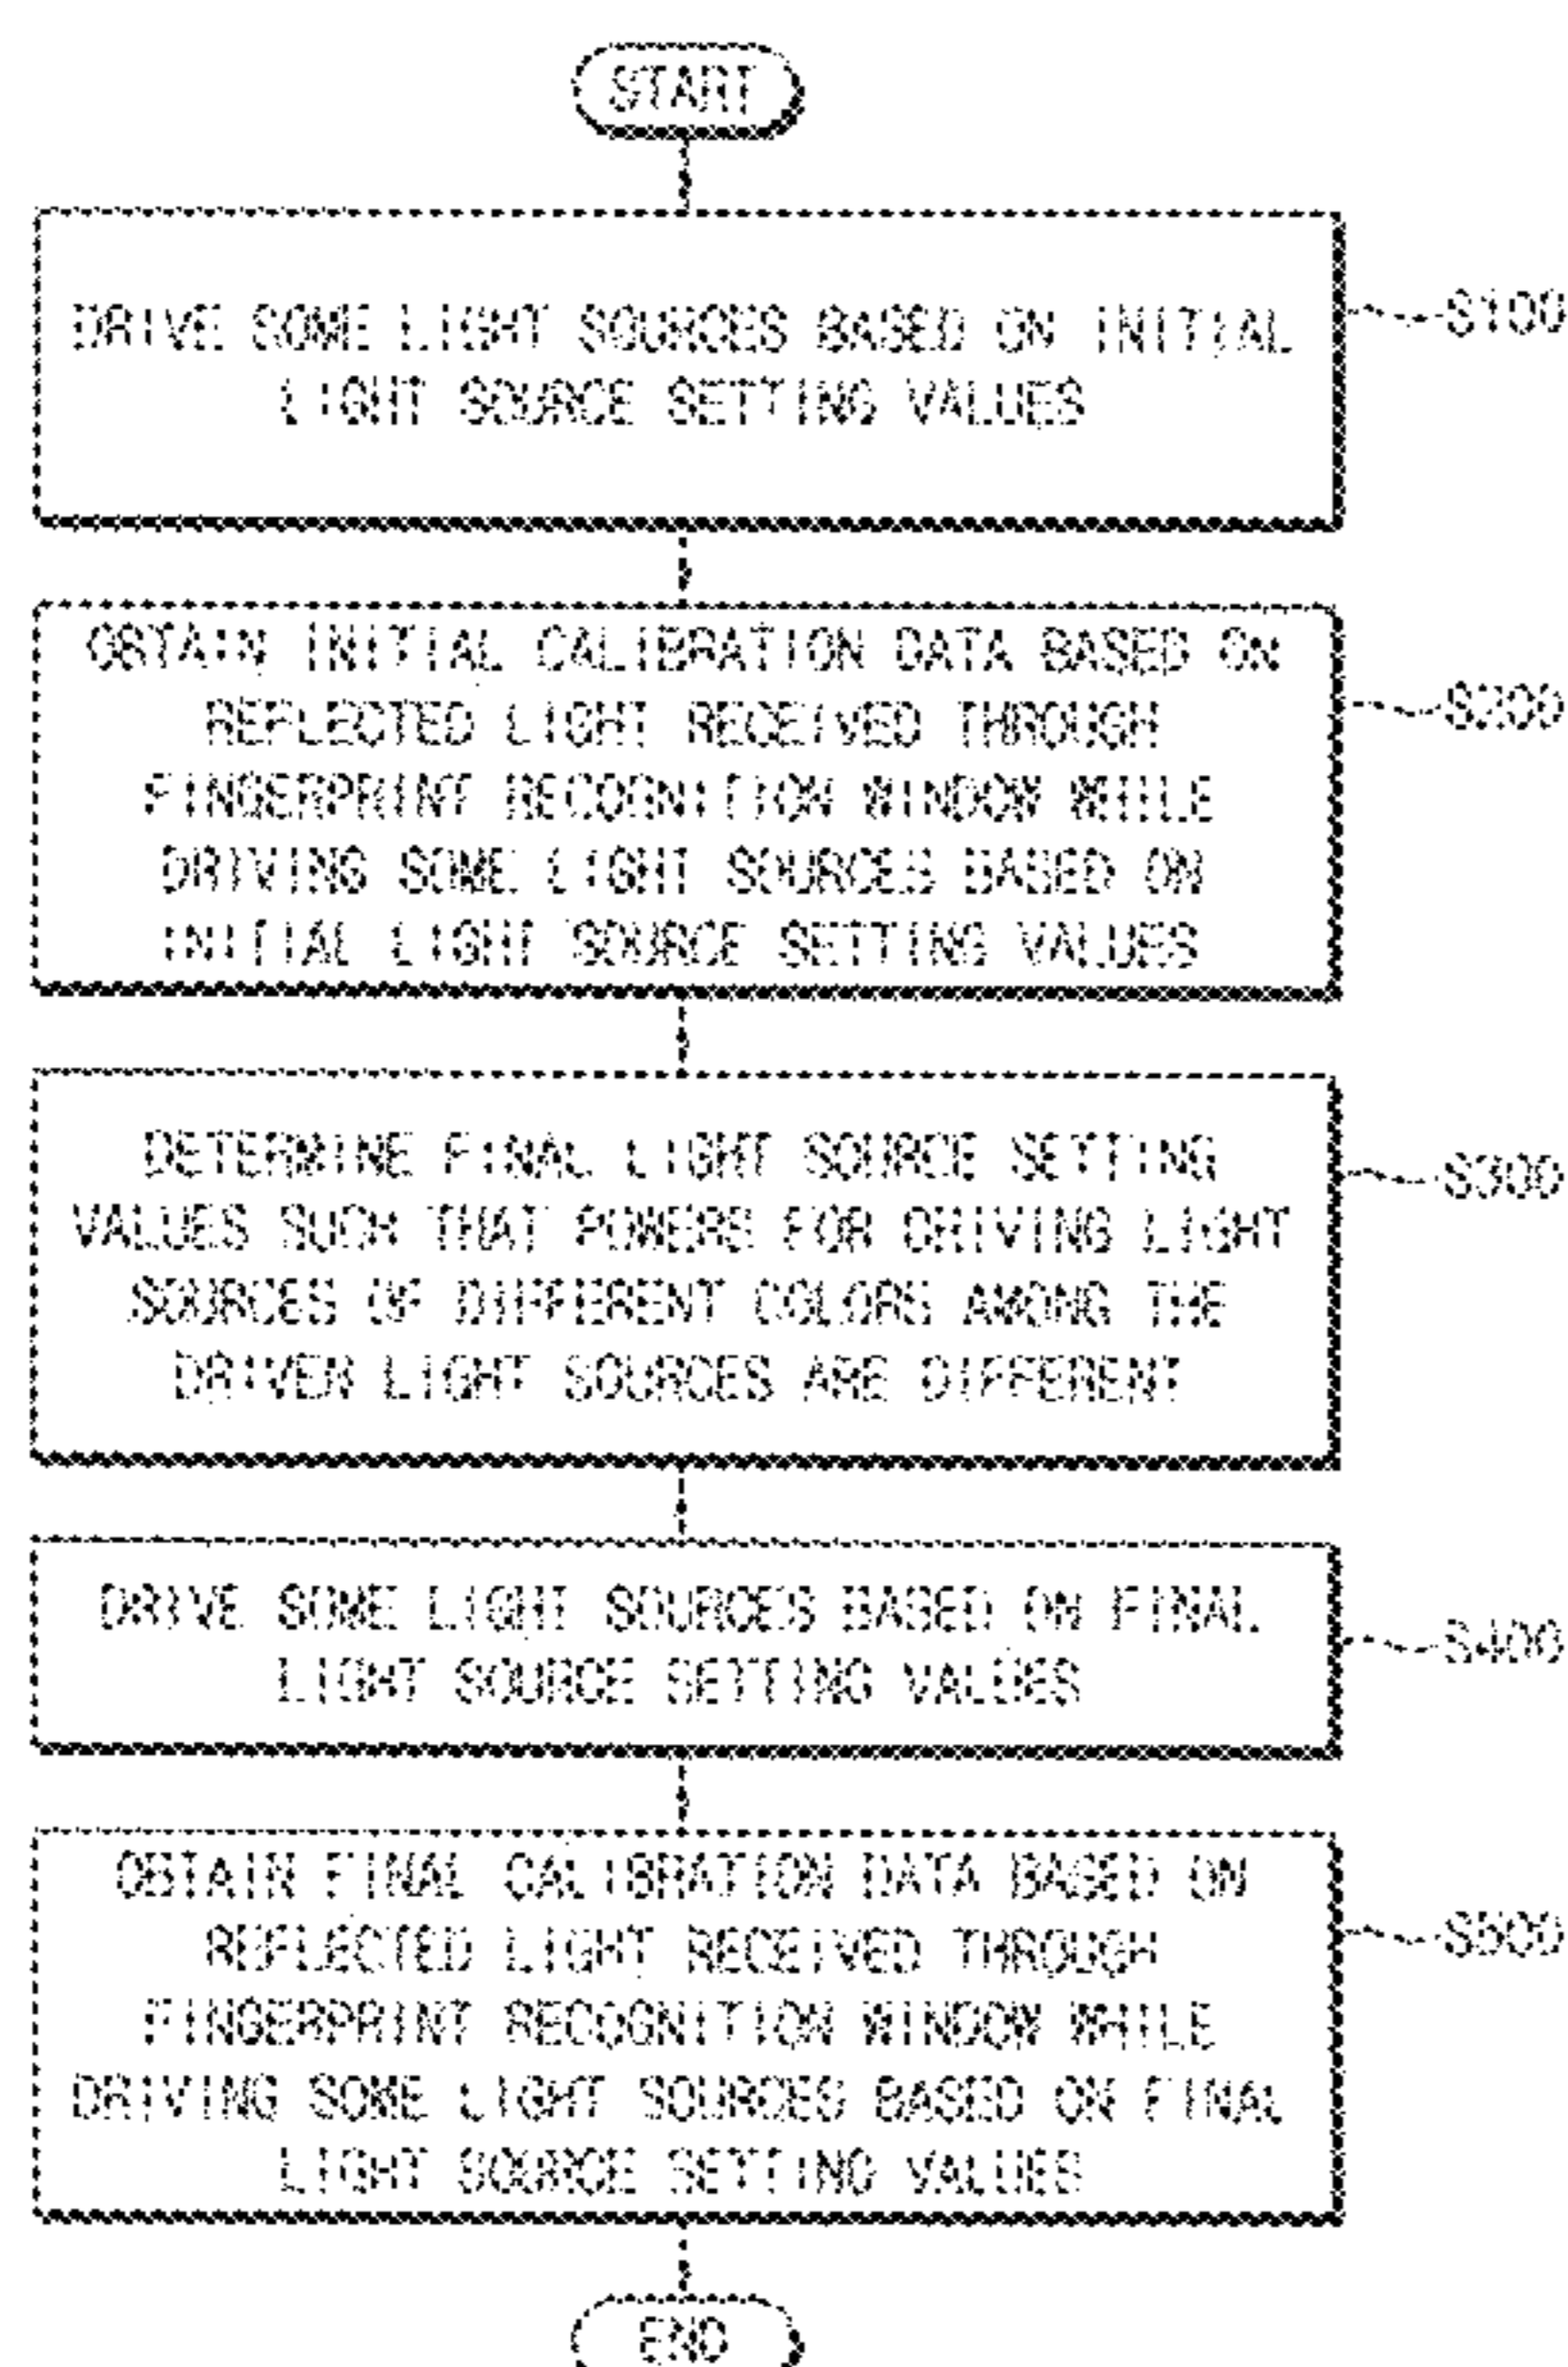 START
DRIVE SOME LIGHT SOURCES BASED ON INITIAL
LIGHT SOURCE SETTING VALUES
S100
OBTAIN INITIAL CALIBRATION DATA BASED ON
REFLECTED LIGHT RECEIVED THROUGH
FINGERPRINT RECOGNITION WINDOW WHILE
DRIVING SOME LIGHT SOURCES BASED ON
INITIAL LIGHT SOURCE SETTING VALUES
S200
DETERMINE FINAL LIGHT SOURCE SETTING
VALUES SUCH THAT POWERS FOR DRIVING LIGHT
SOURCES OF DIFFERENT COLORS AMONG THE
DRIVEN LIGHT SOURCES ARE DIFFERENT
S300
DRIVE SOME LIGHT SOURCES BASED ON FINAL
LIGHT SOURCE SETTING VALUES
S400
OBTAIN FINAL CALIBRATION DATA BASED ON
REFLECTED LIGHT RECEIVED THROUGH
FINGERPRINT RECOGNITION WINDOW WHILE
DRIVING SOME LIGHT SOURCES BASED ON FINAL
LIGHT SOURCE SETTING VALUES
S500
END